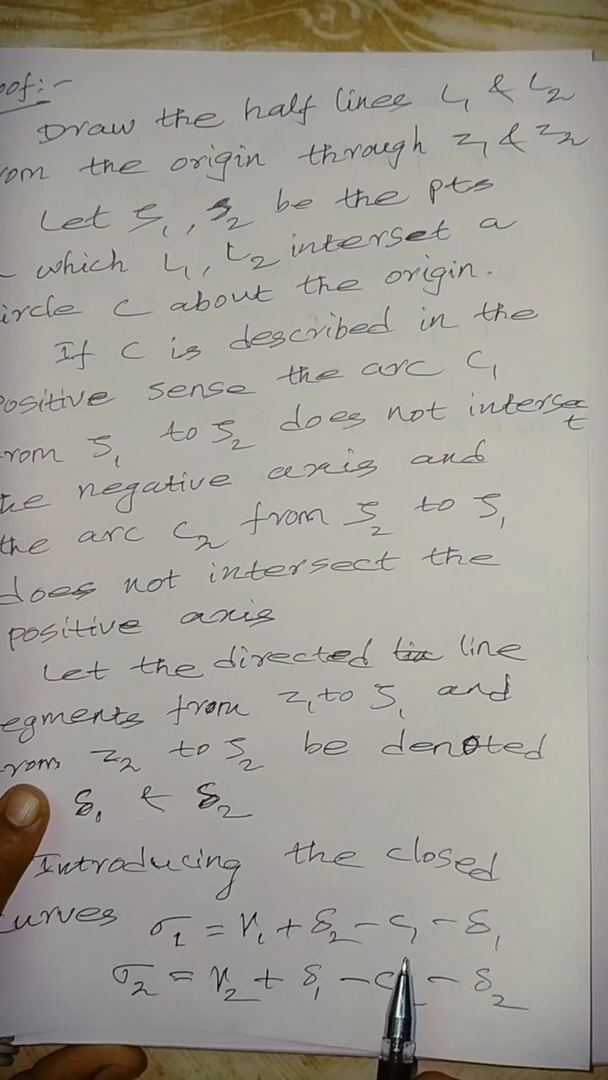 oof:-
Draw the half lines L₁ & L₂
rom the origin through z₁ & z₂
Let ζ₁, ζ₂ be the pts
which L₁, L₂ interset a
ircle C about the origin.
If C is described in the
positive sense the arc C₁
rom ζ₁ to ζ₂ does not intersect
he negative axis and
the arc C₂ from ζ₂ to ζ₁
does not intersect the
positive axis
Let the directed line
egments from z₁ to ζ₁ and
rom z₂ to ζ₂ be denoted
δ₁ & δ₂
Introducing the closed
urves σ₁ = γ₁ + δ₂ - C₁ - δ₁
σ₂ = γ₂ + δ₁ - C₂ - δ₂